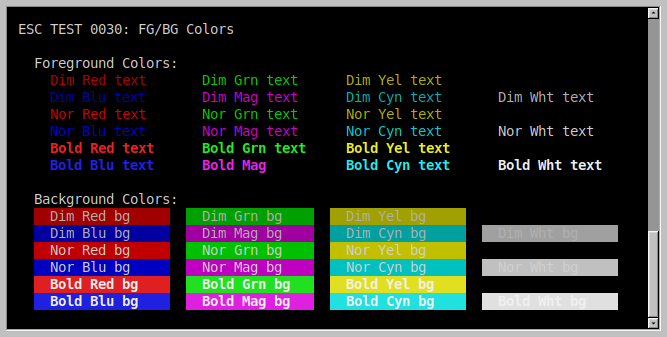 ESC TEST 0030: FG/BG Colors
Foreground Colors:
Dim Red text Dim Grn text Dim Yel text
Dim Blu text Dim Mag text Dim Cyn text Dim Wht text
Nor Red text Nor Grn text Nor Yel text
Nor Blu text Nor Mag text Nor Cyn text Nor Wht text
Bold Red text Bold Grn text Bold Yel text
Bold Blu text Bold Mag Bold Cyn text Bold Wht text
Background Colors:
Dim Red bg Dim Grn bg Dim Yel bg
Dim Blu bg Dim Mag bg Dim Cyn bg Dim Wht bg
Nor Red bg Nor Grn bg Nor Yel bg
Nor Blu bg Nor Mag bg Nor Cyn bg Nor Wht bg
Bold Red bg Bold Grn bg Bold Yel bg
Bold Blu bg Bold Mag bg Bold Cyn bg Bold Wht bg